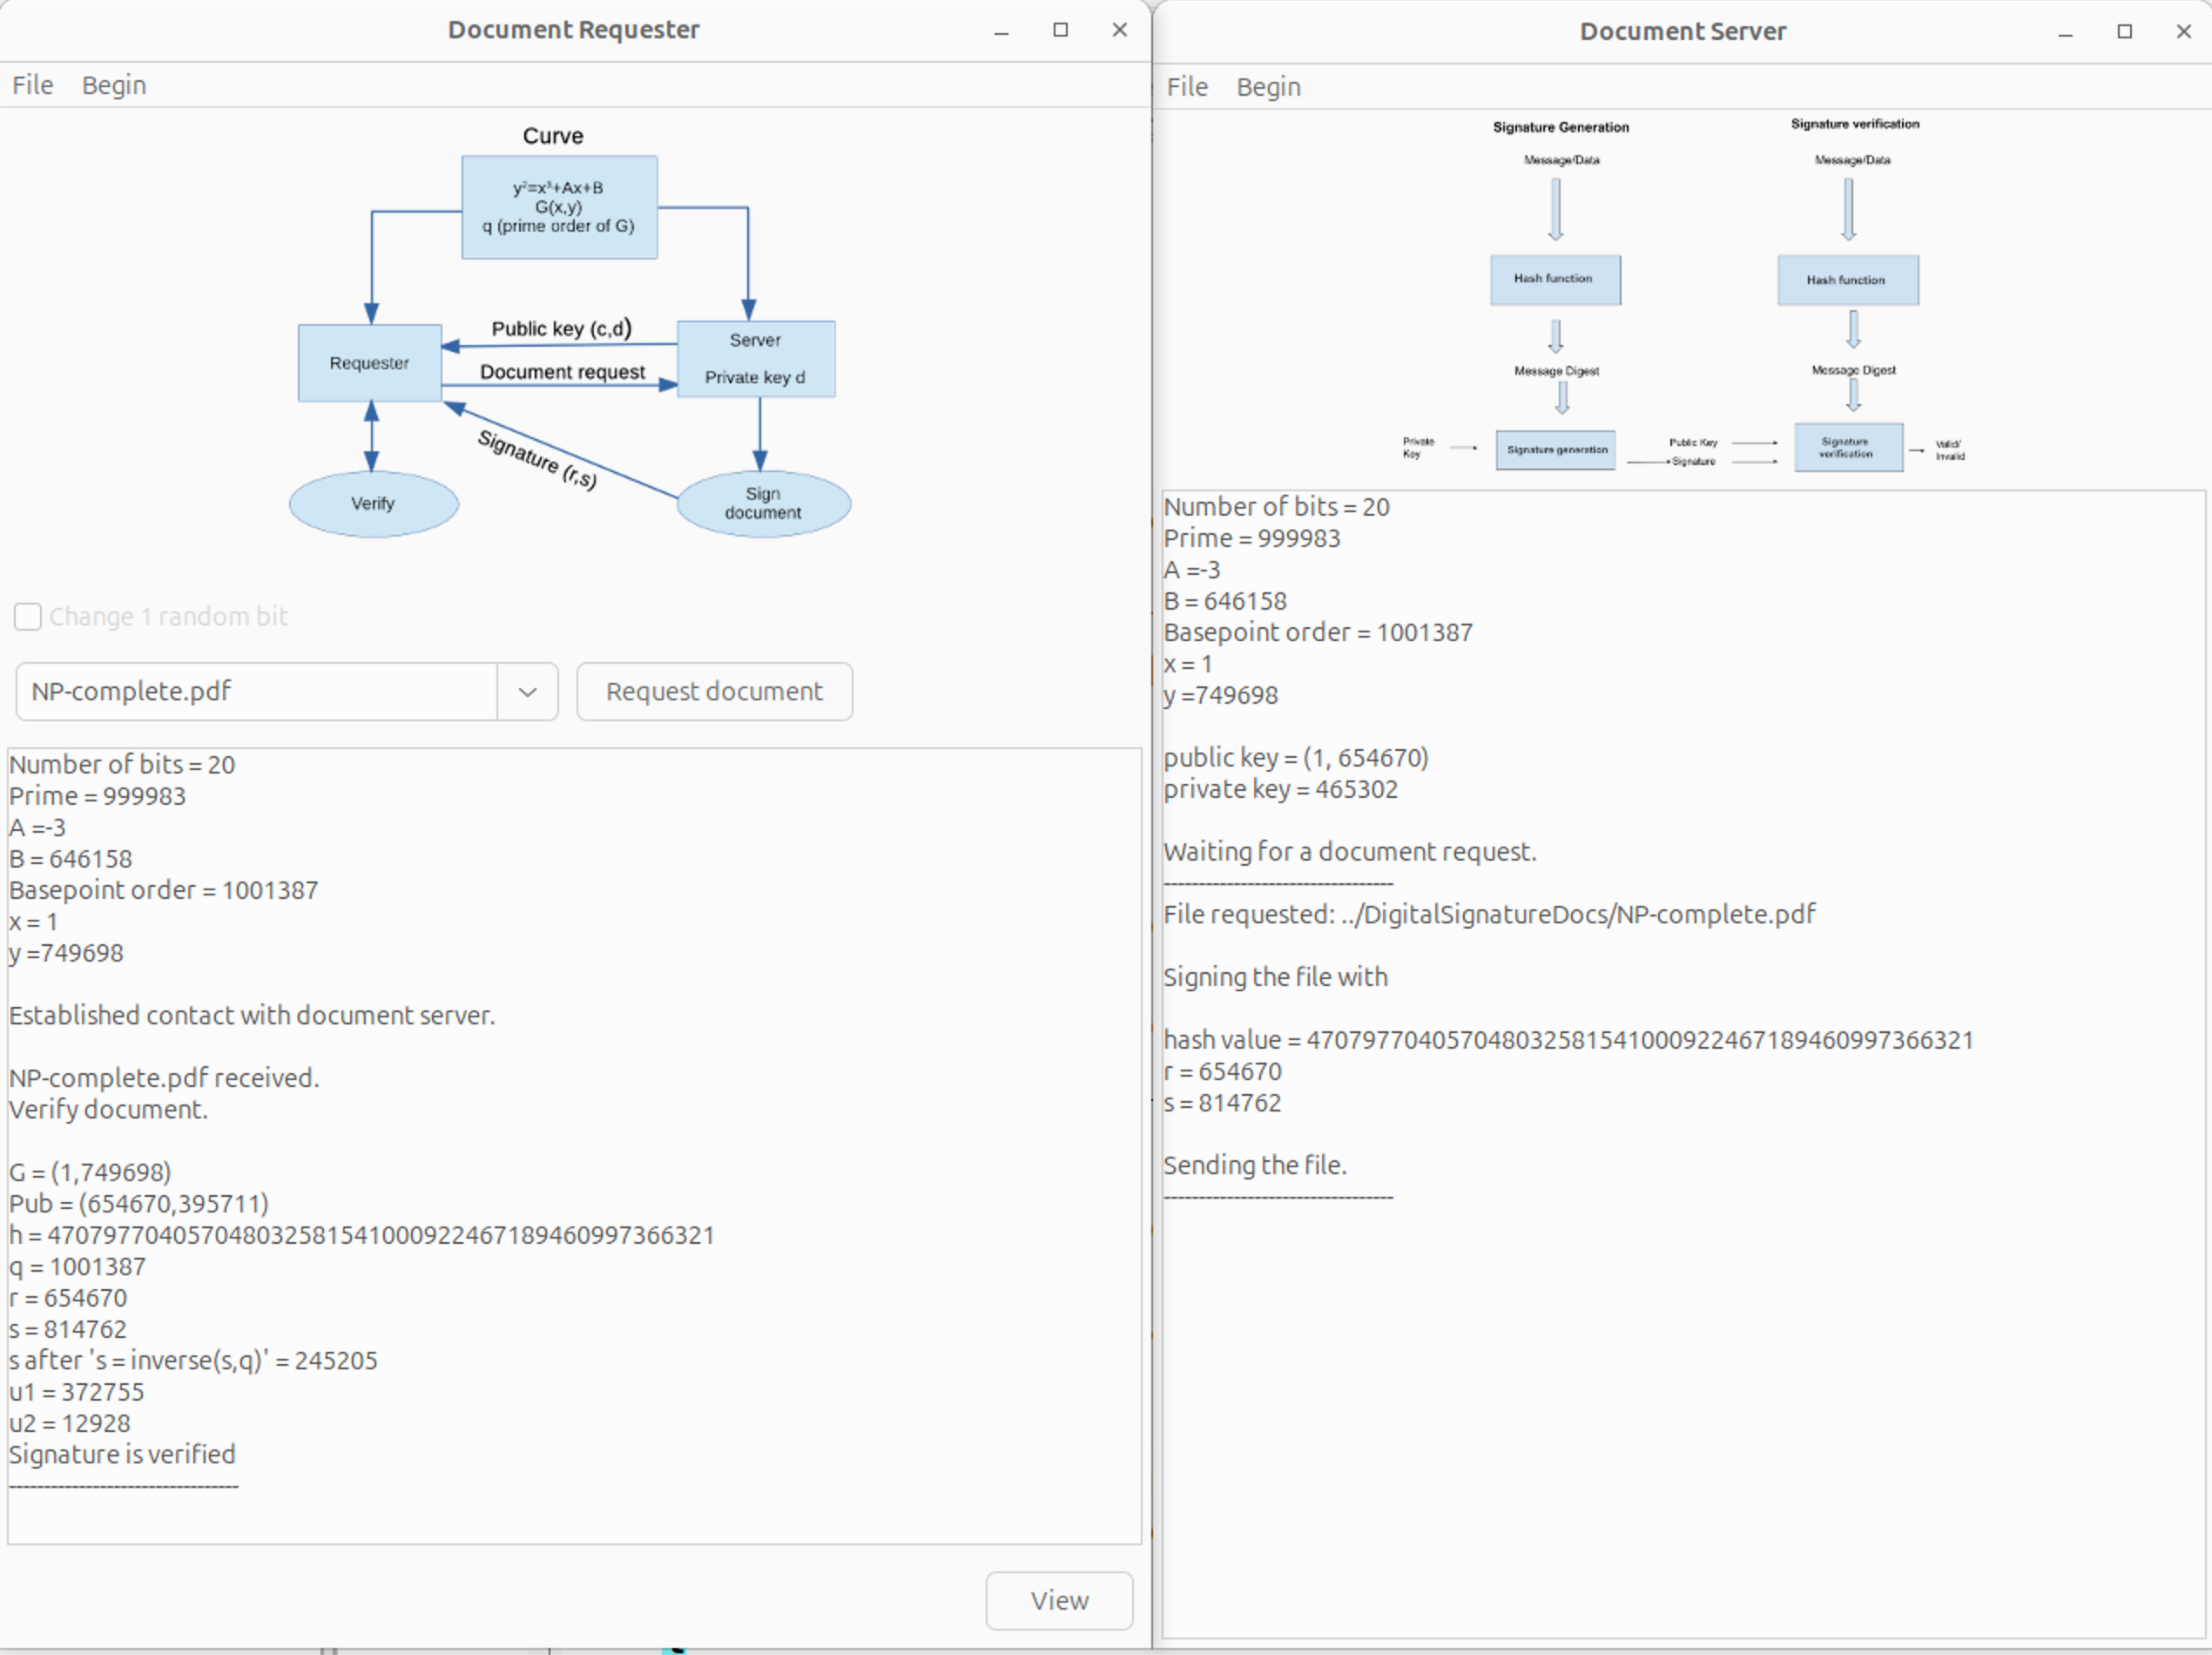 Document Requester
File Begin
Curve
y²=x³+Ax+B
G(x,y)
q (prime order of G)
Public key (c,d)
Requester
Document request
Server
Private key d
Signature (r,s)
Verify
Sign
document
Change 1 random bit
NP-complete.pdf
Request document
Number of bits = 20
Prime = 999983
A =-3
B = 646158
Basepoint order = 1001387
x = 1
y =749698
Established contact with document server.
NP-complete.pdf received.
Verify document.
G = (1,749698)
Pub = (654670,395711)
h = 470797704057048032581541000922467189460997366321
q = 1001387
r = 654670
s = 814762
s after 's = inverse(s,q)' = 245205
u1 = 372755
u2 = 12928
Signature is verified
---------------------------------
View
Document Server
File Begin
Signature Generation
Message/Data
Hash function
Message Digest
Private
Key
Signature generation
Signature verification
Message/Data
Hash function
Message Digest
Public Key
Signature
Signature
verification
Valid/
Invalid
Number of bits = 20
Prime = 999983
A =-3
B = 646158
Basepoint order = 1001387
x = 1
y =749698
public key = (1, 654670)
private key = 465302
Waiting for a document request.
---------------------------------
File requested: ../DigitalSignatureDocs/NP-complete.pdf
Signing the file with
hash value = 470797704057048032581541000922467189460997366321
r = 654670
s = 814762
Sending the file.
---------------------------------